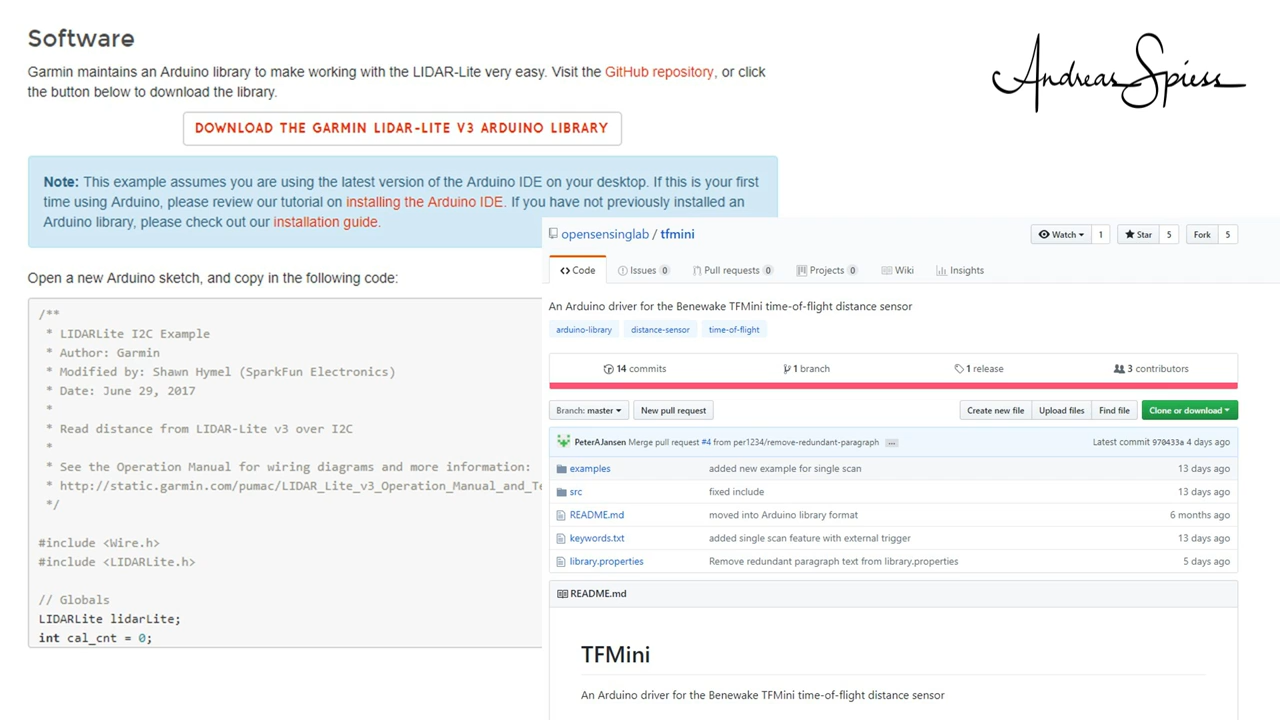 Software
Andreas Spiess
Garmin maintains an Arduino library to make working with the LIDAR-Lite very easy. Visit the GitHub repository, or click
the button below to download the library.
DOWNLOAD THE GARMIN LIDAR-LITE V3 ARDUINO LIBRARY
Note: This example assumes you are using the latest version of the Arduino IDE on your desktop. If this is your first
time using Arduino, please review our tutorial on installing the Arduino IDE. If you have not previously installed an
Arduino library, please check out our installation guide.
Open a new Arduino sketch, and copy in the following code:
/**
* LIDARLite I2C Example
* Author: Garmin
* Modified by: Shawn Hymel (SparkFun Electronics)
* Date: June 29, 2017
*
* Read distance from LIDAR-Lite v3 over I2C
*
* See the Operation Manual for wiring diagrams and more information:
* http://static.garmin.com/pumac/LIDAR_Lite_v3_Operation_Manual_and_Te
*/
#include <Wire.h>
#include <LIDARLite.h>
// Globals
LIDARLite lidarLite;
int cal_cnt = 0;
opensensinglab / tfmini
Watch 1 Star 5 Fork 5
Code Issues 0 Pull requests 0 Projects 0 Wiki Insights
An Arduino driver for the Benewake TFMini time-of-flight distance sensor
arduino-library distance-sensor time-of-flight
14 commits 1 branch 1 release 3 contributors
Branch: master New pull request Create new file Upload files Find file Clone or download
PeterAJansen Merge pull request #4 from per1234/remove-redundant-paragraph ... Latest commit 970433a 4 days ago
examples added new example for single scan 13 days ago
src fixed include 13 days ago
README.md moved into Arduino library format 6 months ago
keywords.txt added single scan feature with external trigger 13 days ago
library.properties Remove redundant paragraph text from library.properties 5 days ago
README.md
TFMini
An Arduino driver for the Benewake TFMini time-of-flight distance sensor